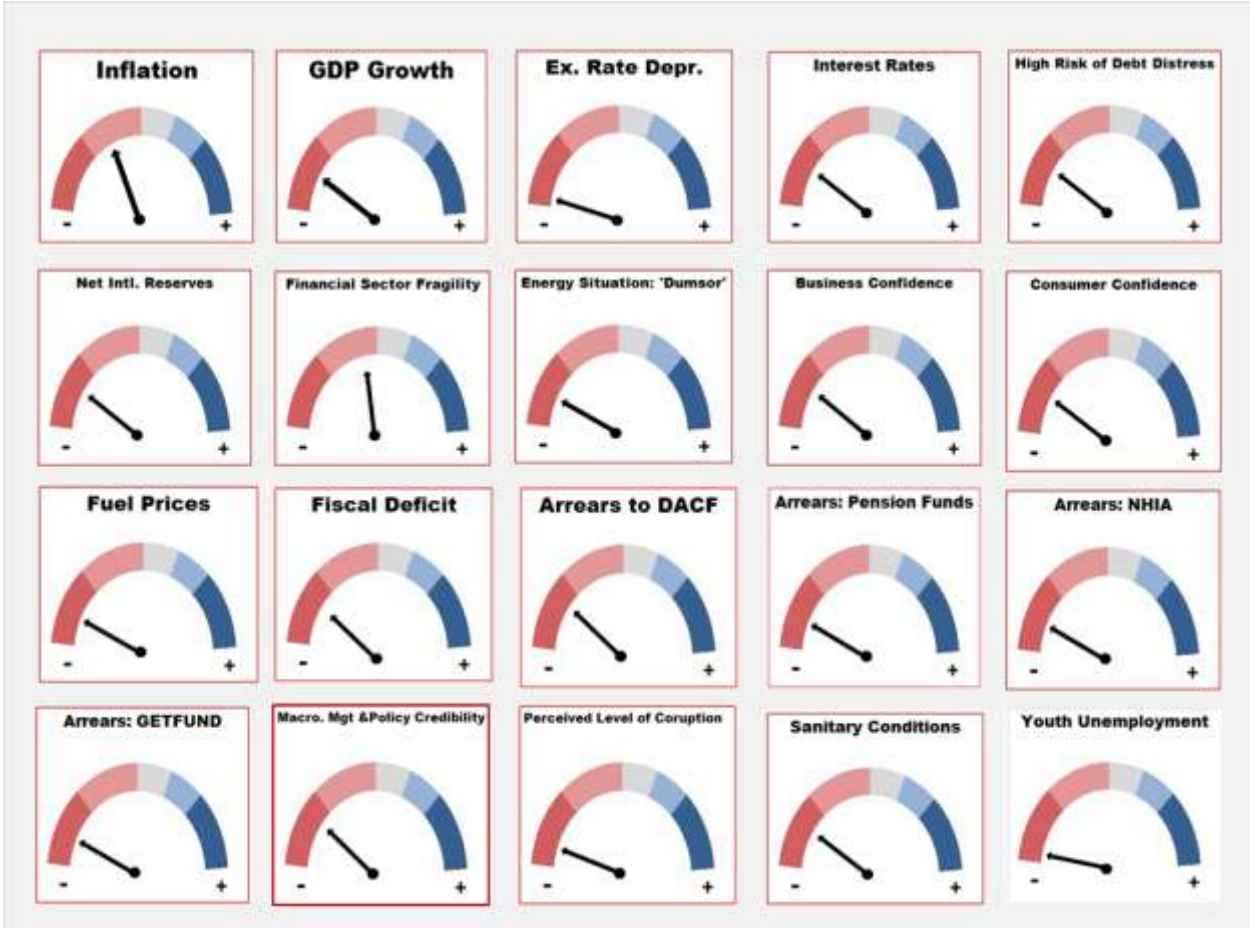 Inflation
GDP Growth
Ex. Rate Depr.
Interest Rates
High Risk of Debt Distress
- +
- +
- +
- +
- +
Net Intl. Reserves
Financial Sector Fragility
Energy Situation: 'Dumsor'
Business Confidence
Consumer Confidence
- +
- +
- +
- +
- +
Fuel Prices
Fiscal Deficit
Arrears to DACF
Arrears: Pension Funds
Arrears: NHIA
- +
- +
- +
- +
- +
Arrears: GETFUND
Macro. Mgt &Policy Credibility
Perceived Level of Coruption
Sanitary Conditions
Youth Unemployment
- +
- +
- +
- +
- +